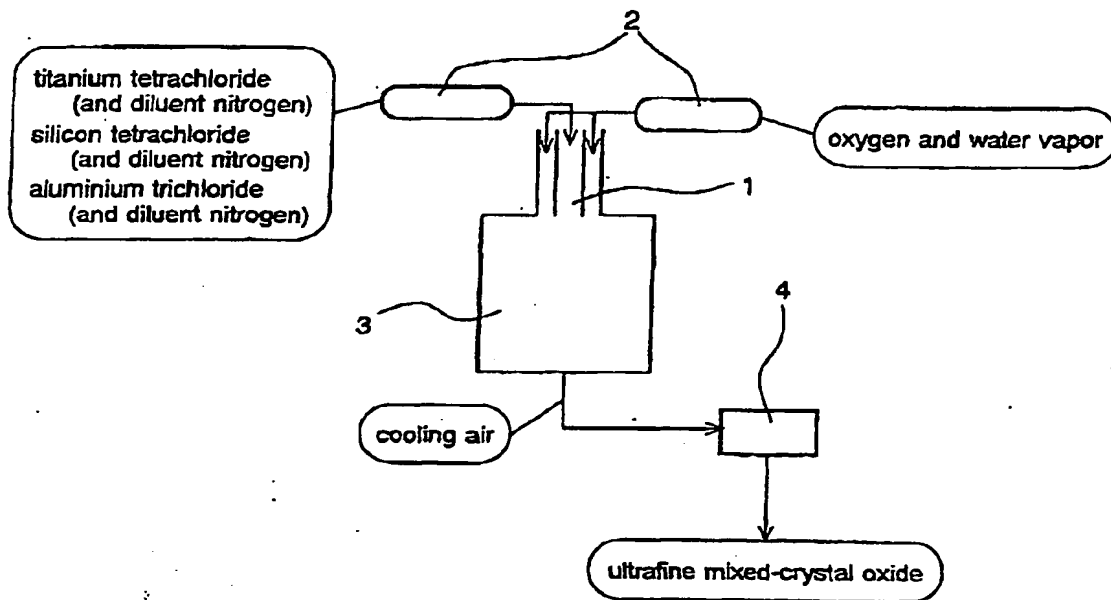 2
titanium tetrachloride
(and diluent nitrogen)
silicon tetrachloride
(and diluent nitrogen)
aluminium trichloride
(and diluent nitrogen)
oxygen and water vapor
1
3
4
cooling air
ultrafine mixed-crystal oxide